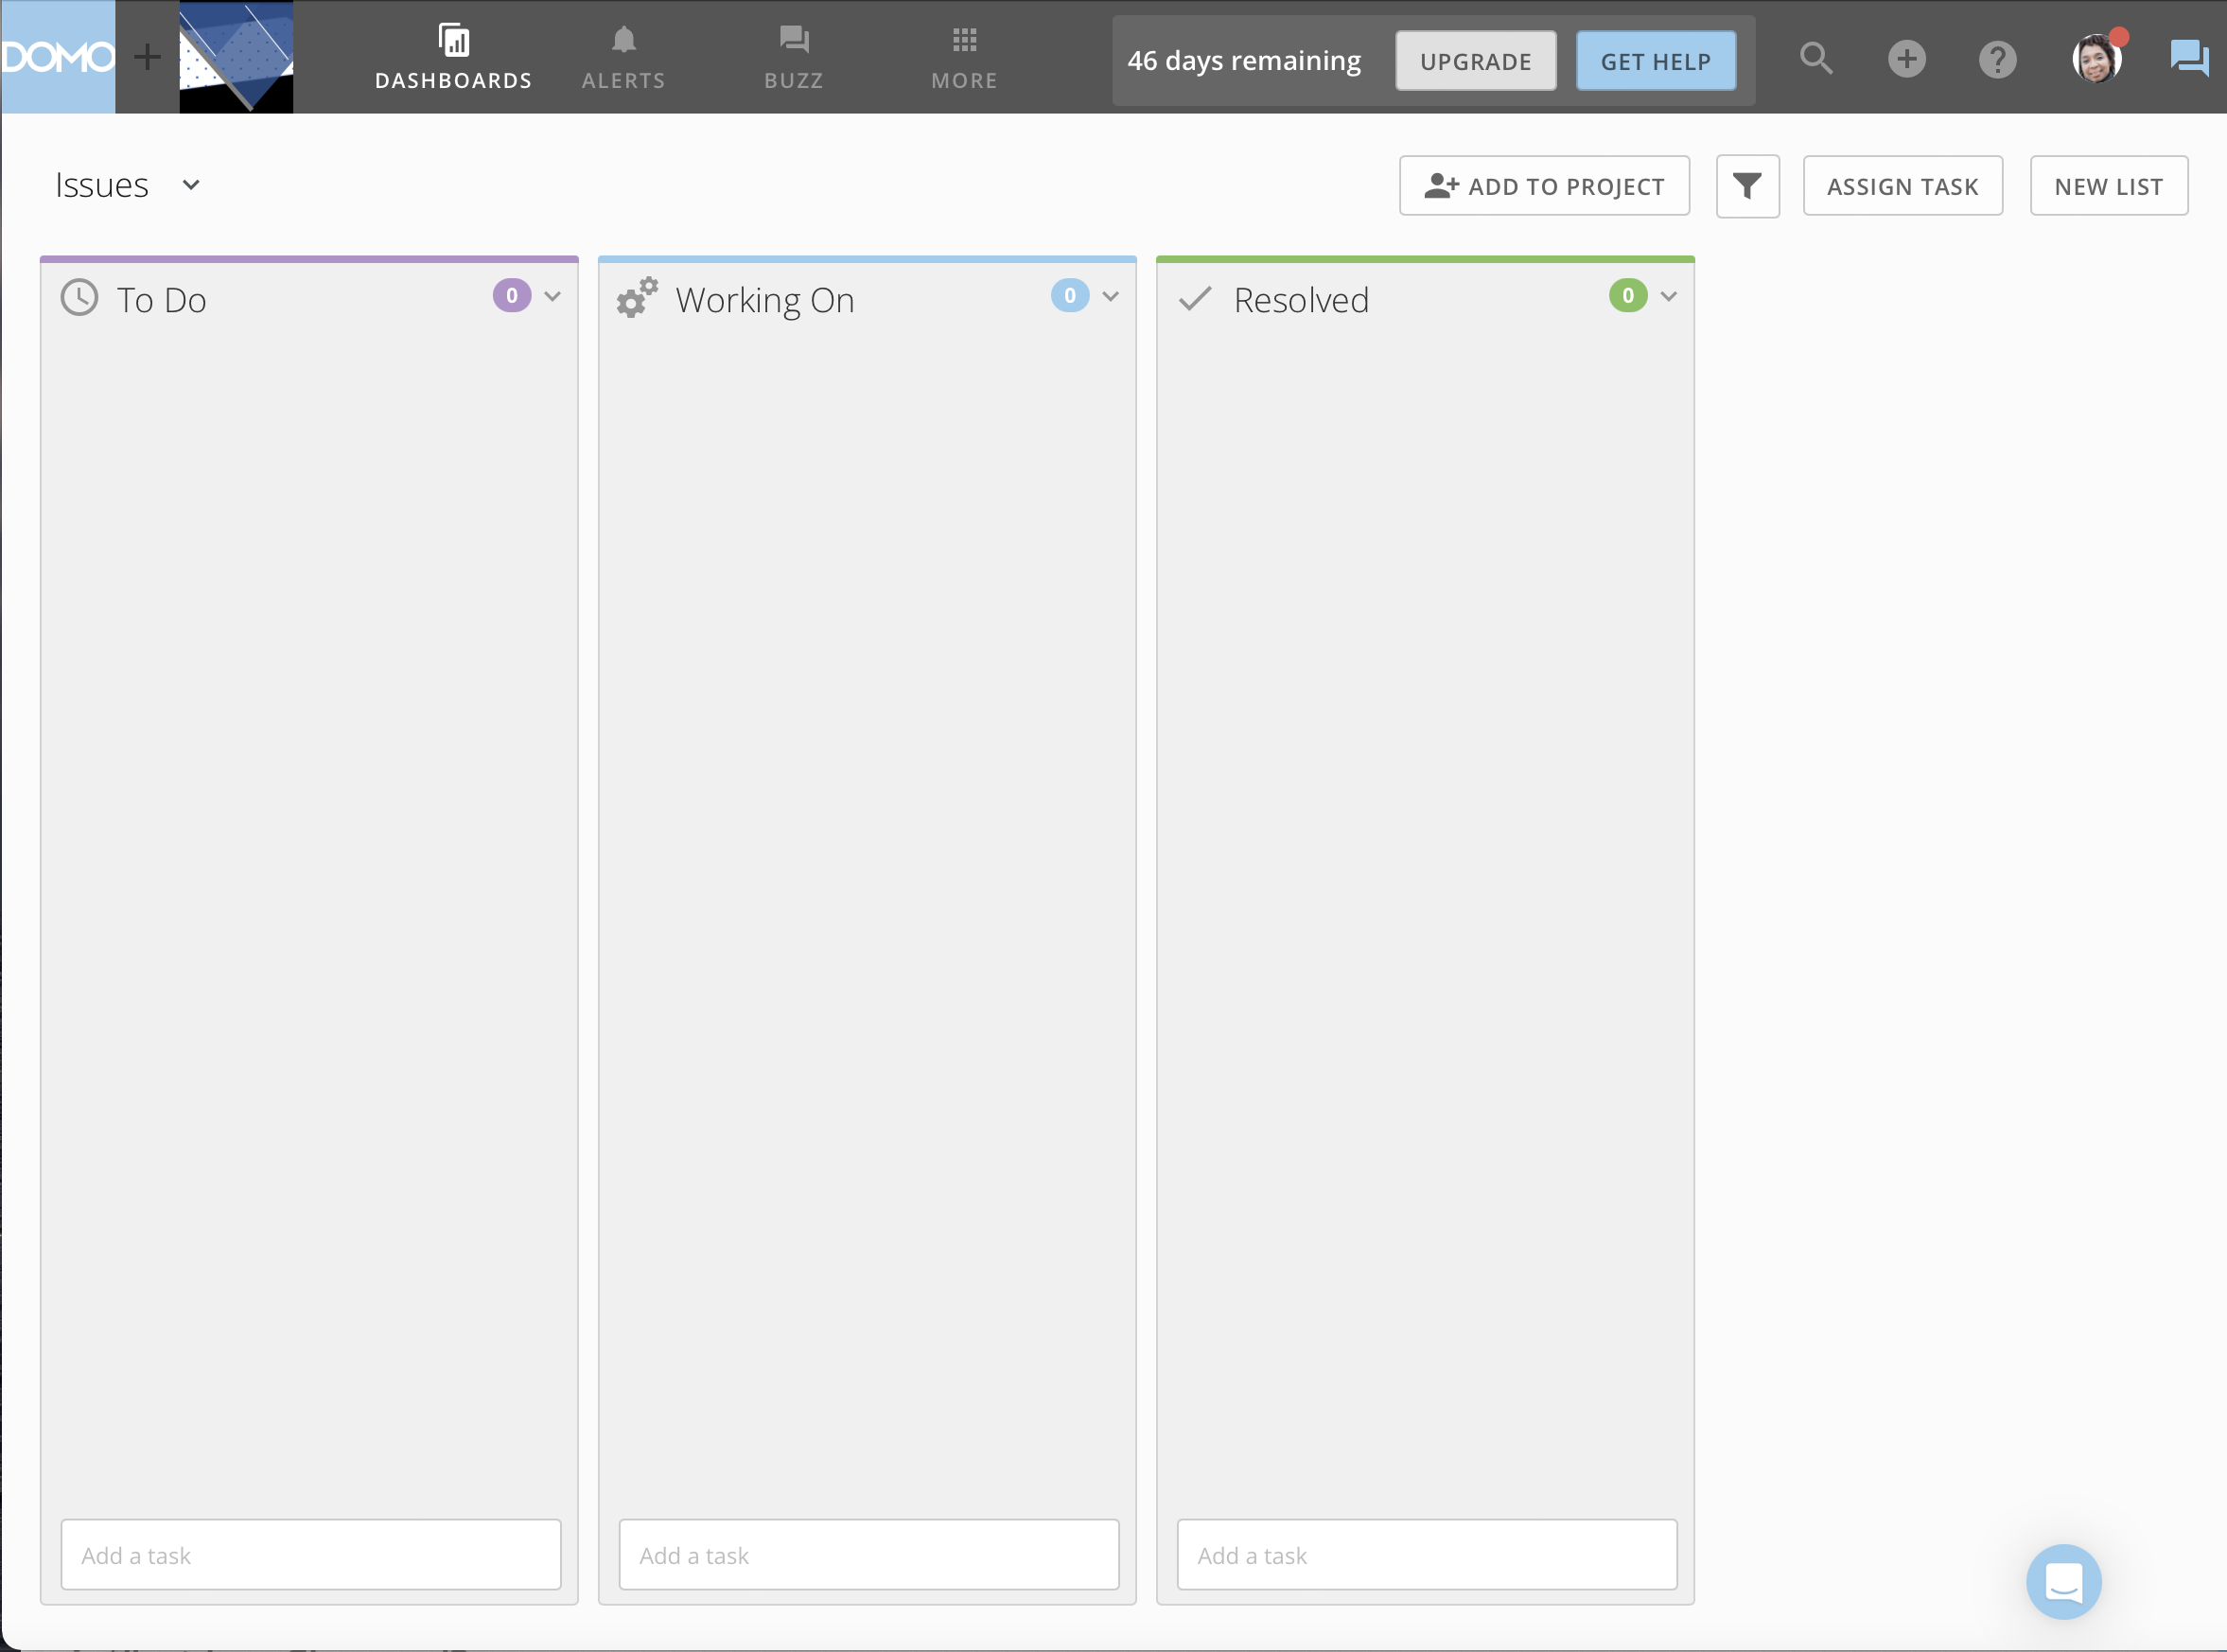 DOMO
DASHBOARDS
ALERTS
BUZZ
MORE
46 days remaining
UPGRADE
GET HELP
Issues
ADD TO PROJECT
ASSIGN TASK
NEW LIST
To Do
0
Working On
0
Resolved
0
Add a task
Add a task
Add a task